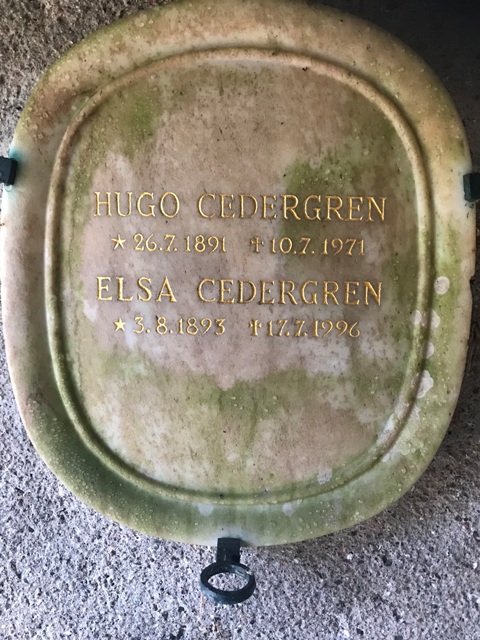 HUGO CEDERGREN
★ 26.7.1891 ✝ 10.7.1971
ELSA CEDERGREN
★ 3.8.1893 ✝ 17.7.1996